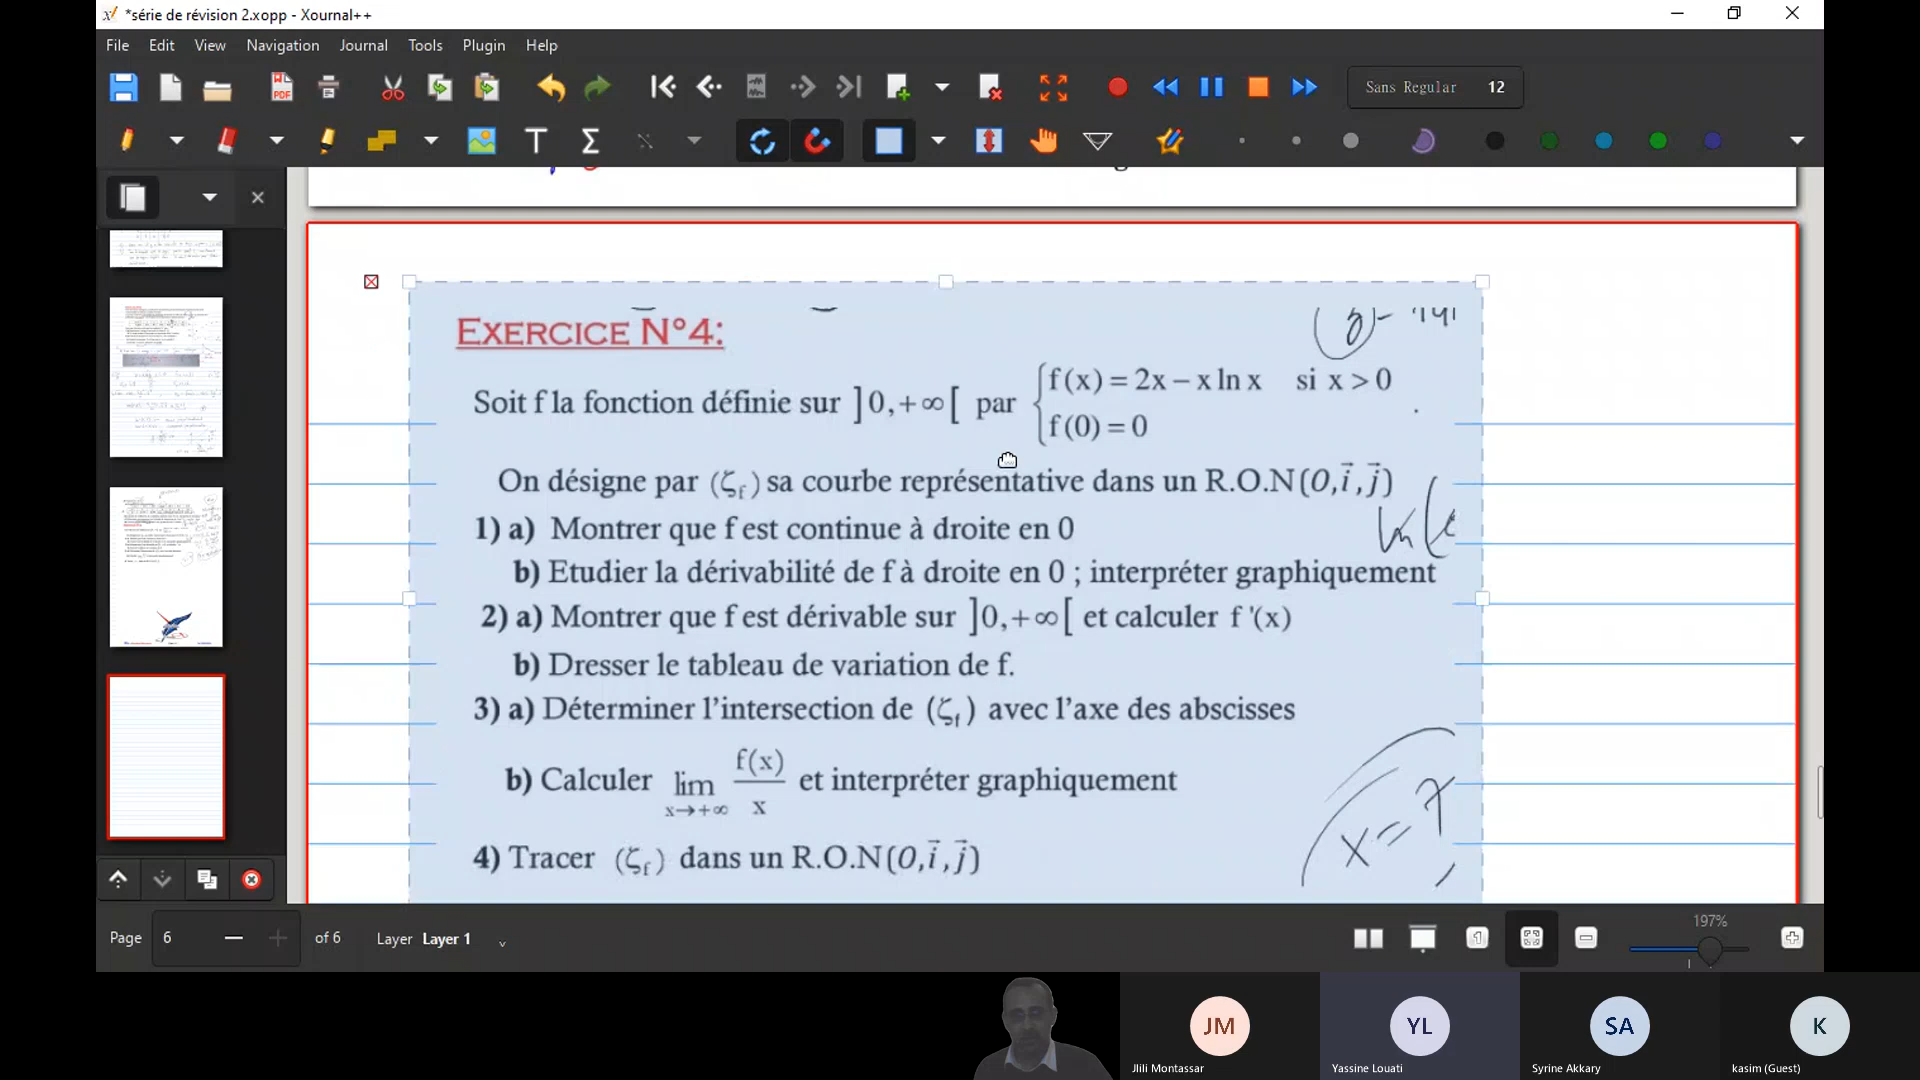 *série de révision 2.xopp - Xournal++
File Edit View Navigation Journal Tools Plugin Help
Sans Regular 12
EXERCICE N°4:
Soit f la fonction définie sur ]0,+∞[ par { f(x) = 2x – x ln x si x > 0
f(0) = 0 .
On désigne par (ζf) sa courbe représentative dans un R.O.N(O,i⃗,j⃗)
1) a) Montrer que f est continue à droite en 0
b) Etudier la dérivabilité de f à droite en 0 ; interpréter graphiquement
2) a) Montrer que f est dérivable sur ]0,+∞[ et calculer f '(x)
b) Dresser le tableau de variation de f.
3) a) Déterminer l'intersection de (ζf) avec l'axe des abscisses
b) Calculer lim x→+∞ f(x)/x et interpréter graphiquement
4) Tracer (ζf) dans un R.O.N(O,i⃗,j⃗)
x =
Page 6 of 6 Layer Layer 1
197%
JM YL SA K
Jlili Montassar Yassine Louati Syrine Akkary kasim (Guest)